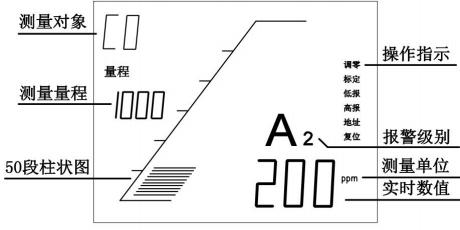 测量对象
CO
量程
测量量程
1000
50段柱状图
操作指示
调零
标定
低报
高报
地址
复位
A2
报警级别
200
ppm
测量单位
实时数值